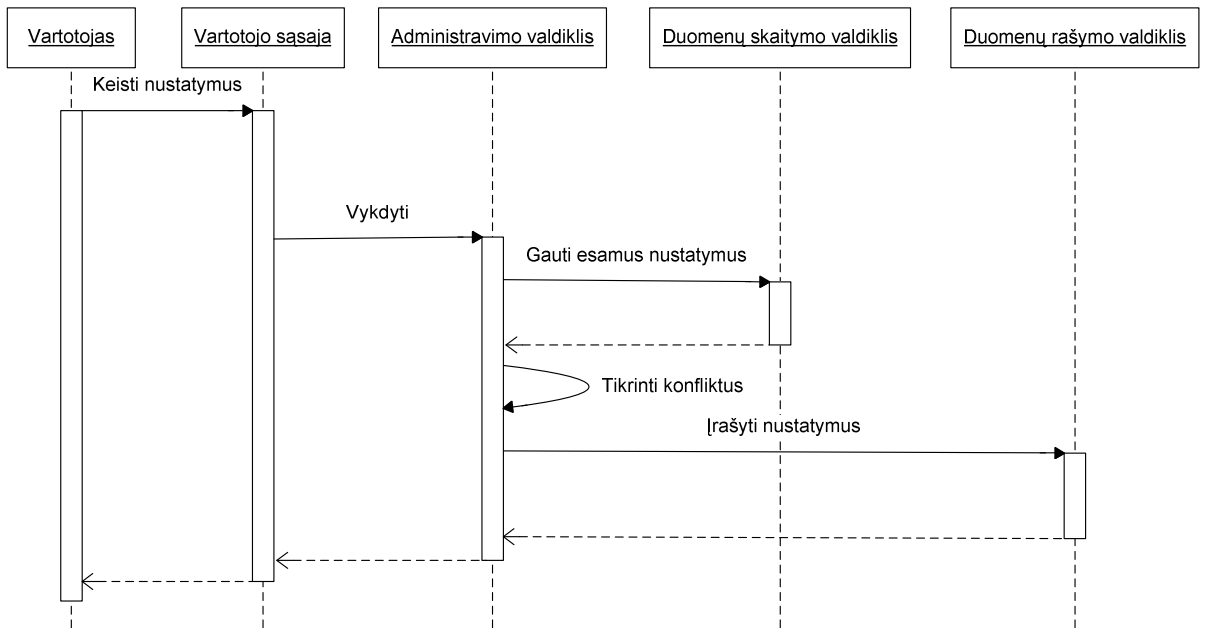 Vartotojas
Vartotojo sąsaja
Administravimo valdiklis
Duomenų skaitymo valdiklis
Duomenų rašymo valdiklis
Keisti nustatymus
Vykdyti
Gauti esamus nustatymus
Tikrinti konfliktus
Įrašyti nustatymus